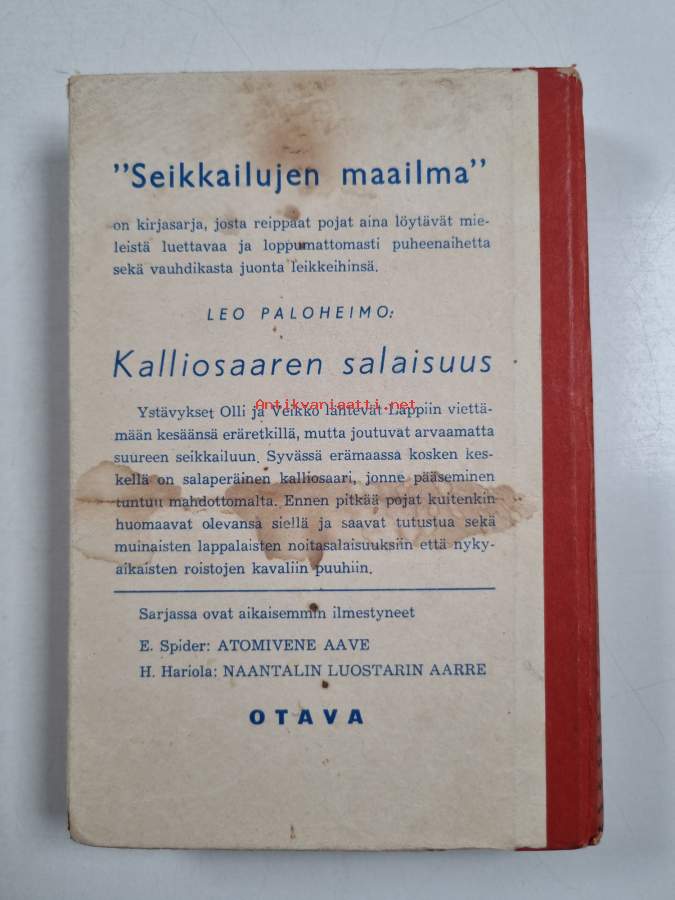 "Seikkailujen maailma"
on kirjasarja, josta reippaat pojat aina löytävät mie-
leistä luettavaa ja loppumattomasti puheenaihetta
sekä vauhdikasta juonta leikkeihinsä.
LEO PALOHEIMO:
Kalliosaaren salaisuus
Antikvariaatti.net
Ystävykset Olli ja Veikko lähtevät Lappiin viettä-
mään kesäänsä eräretkillä, mutta joutuvat arvaamatta
suureen seikkailuun. Syvässä erämaassa kosken kes-
kellä on salaperäinen kalliosaari, jonne pääseminen
tuntuu mahdottomalta. Ennen pitkää pojat kuitenkin
huomaavat olevansa siellä ja saavat tutustua sekä
muinaisten lappalaisten noitasalaisuuksiin että nyky-
aikaisten roistojen kavaliin puuhiin.
Sarjassa ovat aikaisemmin ilmestyneet
E. Spider: ATOMIVENE AAVE
H. Hariola: NAANTALIN LUOSTARIN AARRE
OTAVA